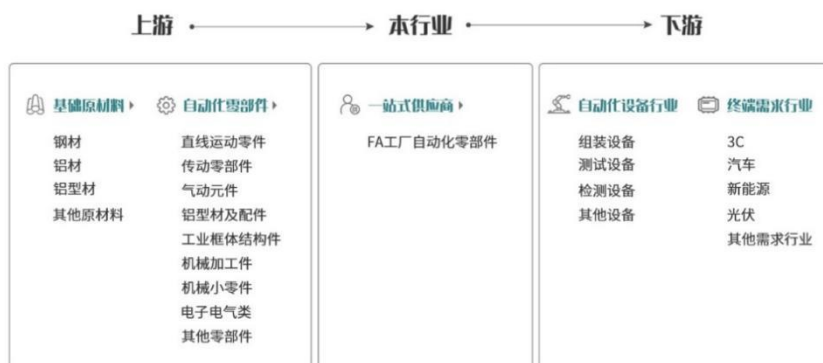 上游
本行业
下游
基础原材料
钢材
铝材
铝型材
其他原材料
自动化零部件
直线运动零件
传动零部件
气动元件
铝型材及配件
工业框体结构件
机械加工件
机械小零件
电子电气类
其他零部件
一站式供应商
FA工厂自动化零部件
自动化设备行业
组装设备
测试设备
检测设备
其他设备
终端需求行业
3C
汽车
新能源
光伏
其他需求行业